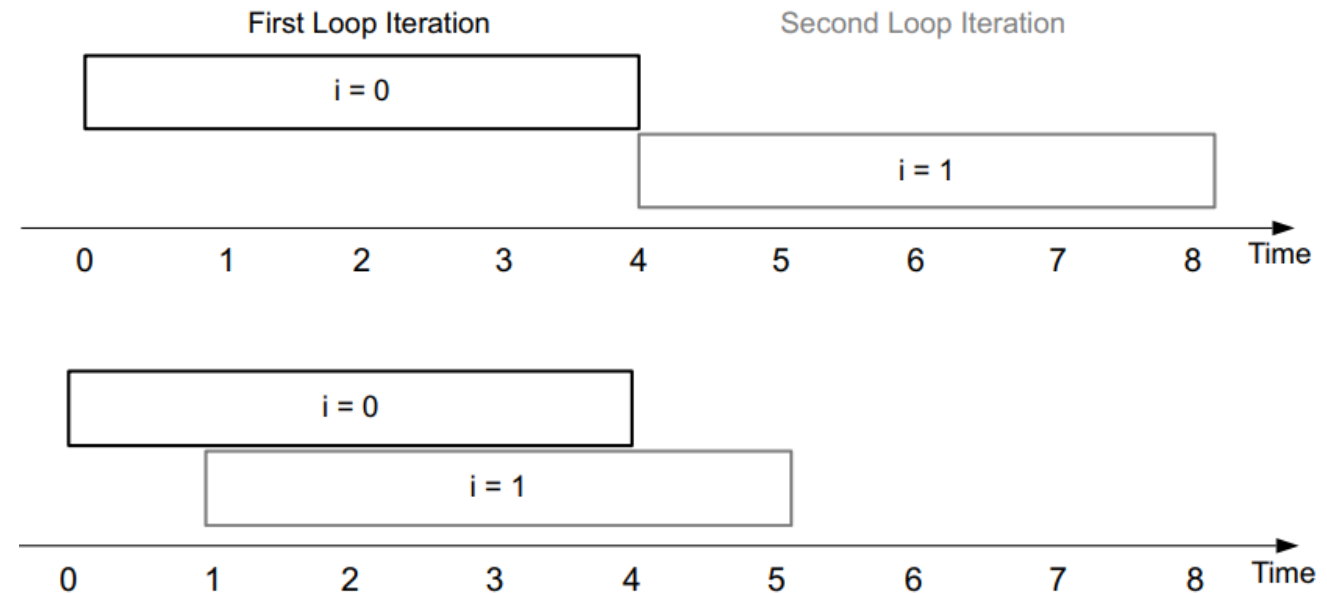 First Loop Iteration
Second Loop Iteration
i = 0
i = 1
0 1 2 3 4 5 6 7 8 Time
i = 0
i = 1
0 1 2 3 4 5 6 7 8 Time